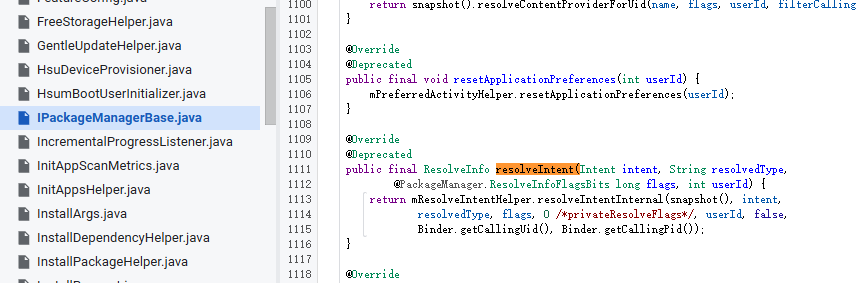 FeatureConfig.java
FreeStorageHelper.java
GentleUpdateHelper.java
HsuDeviceProvisioner.java
HsumBootUserInitializer.java
IPackageManagerBase.java
IncrementalProgressListener.java
InitAppScanMetrics.java
InitAppsHelper.java
InstallArgs.java
InstallDependencyHelper.java
InstallPackageHelper.java
1100 return snapshot().resolveContentProviderForUid(name, flags, userId, filterCalling
1101 }
1102
1103 @Override
1104 @Deprecated
1105 public final void resetApplicationPreferences(int userId) {
1106 mPreferredActivityHelper.resetApplicationPreferences(userId);
1107 }
1108
1109 @Override
1110 @Deprecated
1111 public final ResolveInfo resolveIntent(Intent intent, String resolvedType,
1112 @PackageManager.ResolveInfoFlagsBits long flags, int userId) {
1113 return mResolveIntentHelper.resolveIntentInternal(snapshot(), intent,
1114 resolvedType, flags, 0 /*privateResolveFlags*/, userId, false,
1115 Binder.getCallingUid(), Binder.getCallingPid());
1116 }
1117
1118 @Override